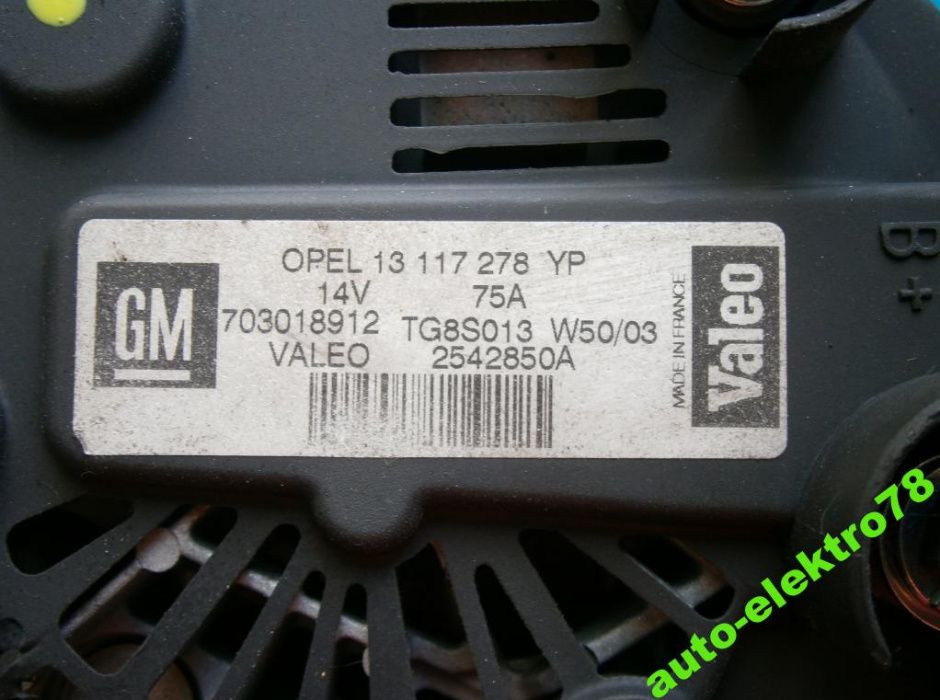 GM
OPEL 13 117 278 YP
14V 75A
703018912 TG8S013 W50/03
VALEO 2542850A
MADE IN FRANCE
Valeo
B+
auto-elektro78